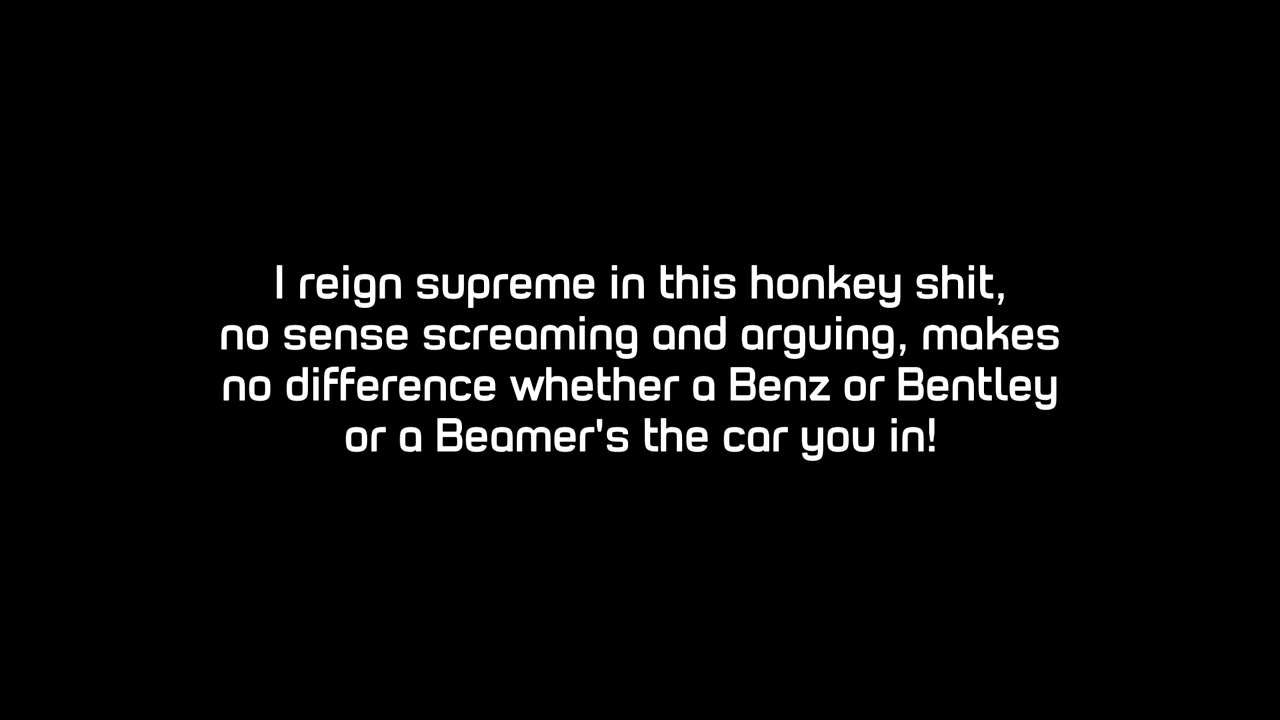 I reign supreme in this honkey shit,
no sense screaming and arguing, makes
no difference whether a Benz or Bentley
or a Beamer's the car you in!